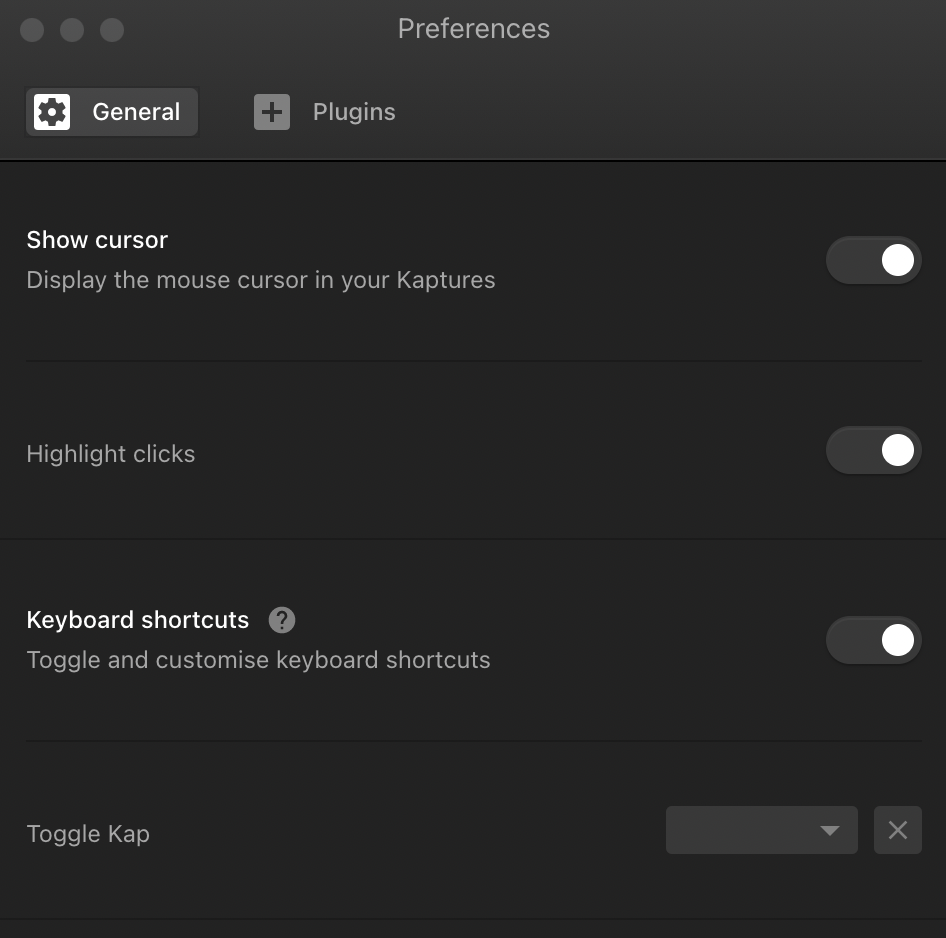 Preferences
General
Plugins
Show cursor
Display the mouse cursor in your Kaptures
Highlight clicks
Keyboard shortcuts ?
Toggle and customise keyboard shortcuts
Toggle Kap